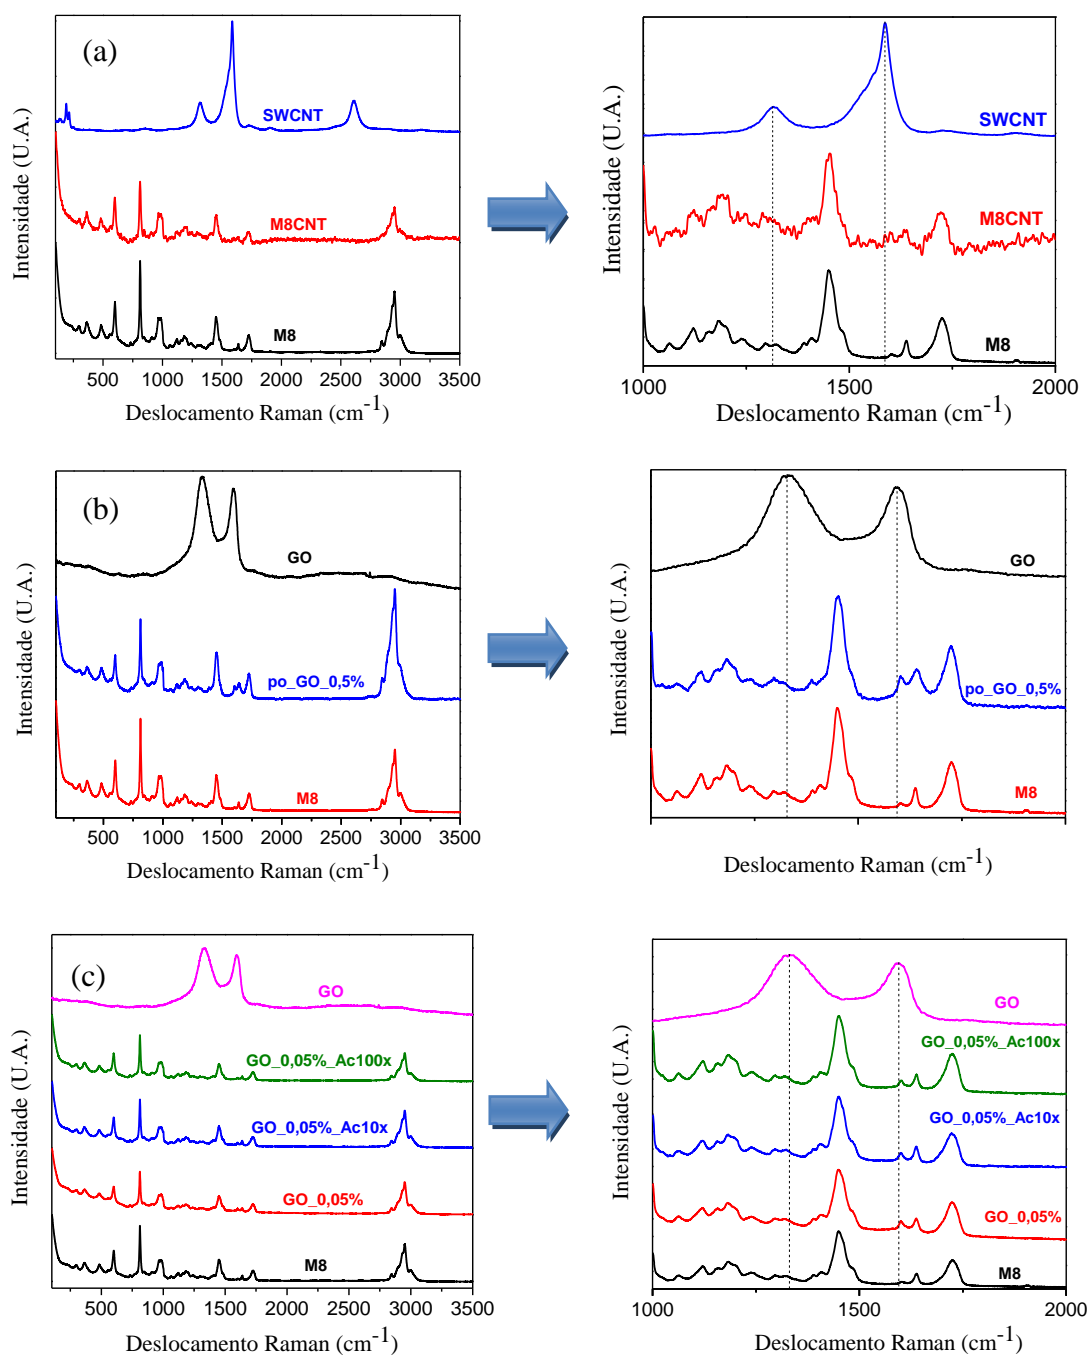 (a)
SWCNT
M8CNT
M8
Intensidade (U.A.)
500 1000 1500 2000 2500 3000 3500
Deslocamento Raman (cm-1)
SWCNT
M8CNT
M8
Intensidade (U.A.)
1000 1500 2000
Deslocamento Raman (cm-1)
(b)
GO
po_GO_0,5%
M8
Intensidade (U.A.)
500 1000 1500 2000 2500 3000 3500
Deslocamento Raman (cm-1)
GO
po_GO_0,5%
M8
Intensidade (U.A.)
Deslocamento Raman (cm-1)
(c)
GO
GO_0,05%_Ac100x
GO_0,05%_Ac10x
GO_0,05%
M8
Intensidade (U.A.)
500 1000 1500 2000 2500 3000 3500
Deslocamento Raman (cm-1)
GO
GO_0,05%_Ac100x
GO_0,05%_Ac10x
GO_0,05%
M8
Intensidade (U.A.)
1000 1500 2000
Deslocamento Raman (cm-1)